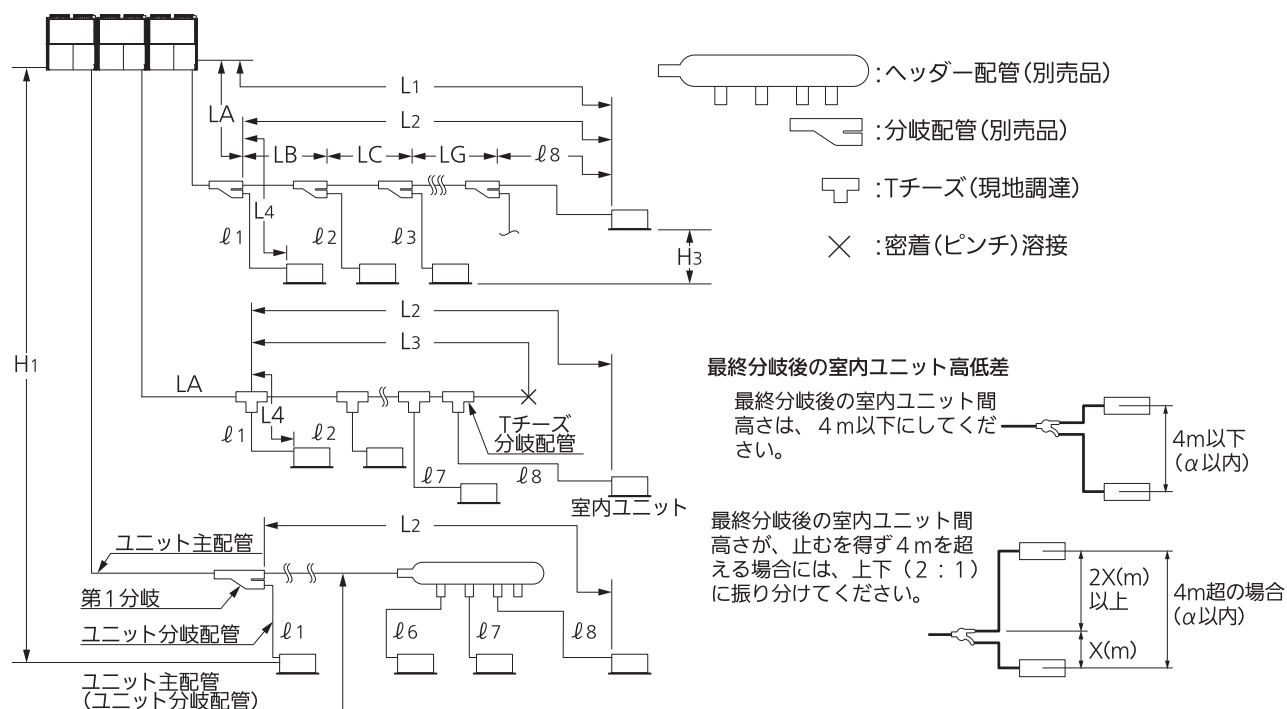 L1
LA
L2
LB
LC
LG
ℓ8
L4
ℓ1
ℓ2
ℓ3
H3
:ヘッダー配管(別売品)
:分岐配管(別売品)
:Tチーズ(現地調達)
:密着(ピンチ)溶接
H1
L2
L3
LA
L4
ℓ1
ℓ2
Tチーズ
分岐配管
ℓ7
ℓ8
室内ユニット
最終分岐後の室内ユニット高低差
最終分岐後の室内ユニット間
高さは、4m以下にしてくだ
さい。
4m以下
(α以内)
最終分岐後の室内ユニット間
高さが、止むを得ず4mを超
える場合には、上下(2:1)
に振り分けてください。
2X(m)
以上
X(m)
4m超の場合
(α以内)
L2
ユニット主配管
第1分岐
ユニット分岐配管
ℓ1
ℓ6
ℓ7
ℓ8
ユニット主配管
(ユニット分岐配管)